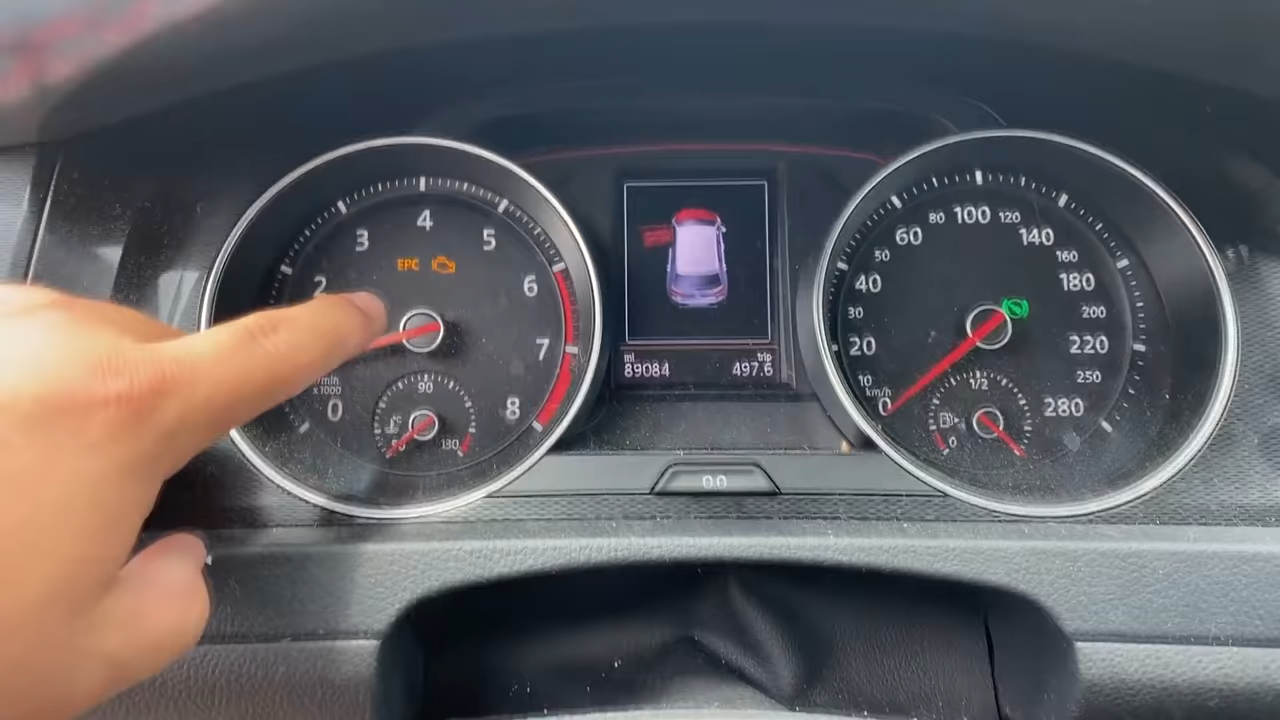 2 3 4 5 6 7 8
EPC
r/min
x1000
0
90
130
mi
89084
trip
497.6
0.0
0 10 20 30 40 50 60 80 100 120 140 160 180 200 220 250 280
km/h
1/2
0